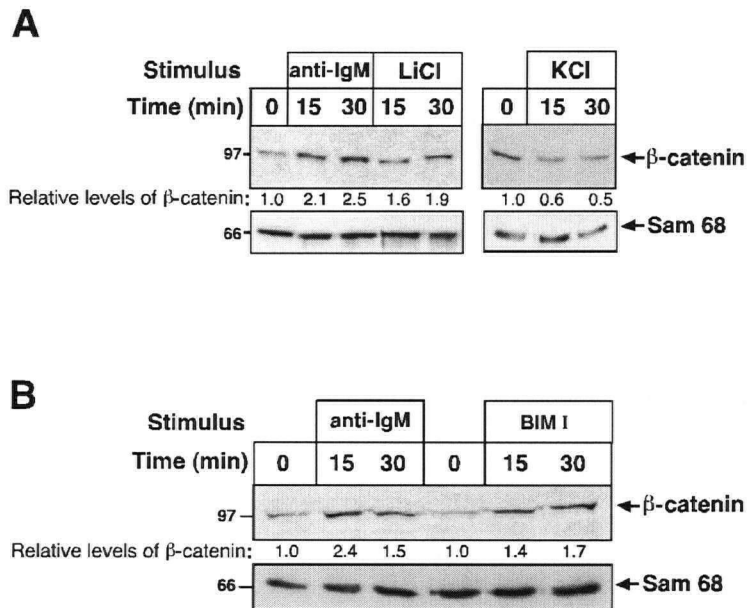 A
Stimulus anti-IgM LiCl KCl
Time (min) 0 15 30 15 30 0 15 30
97 β-catenin
Relative levels of β-catenin: 1.0 2.1 2.5 1.6 1.9 1.0 0.6 0.5
66 Sam 68
B
Stimulus anti-IgM BIM I
Time (min) 0 15 30 0 15 30
97 β-catenin
Relative levels of β-catenin: 1.0 2.4 1.5 1.0 1.4 1.7
66 Sam 68